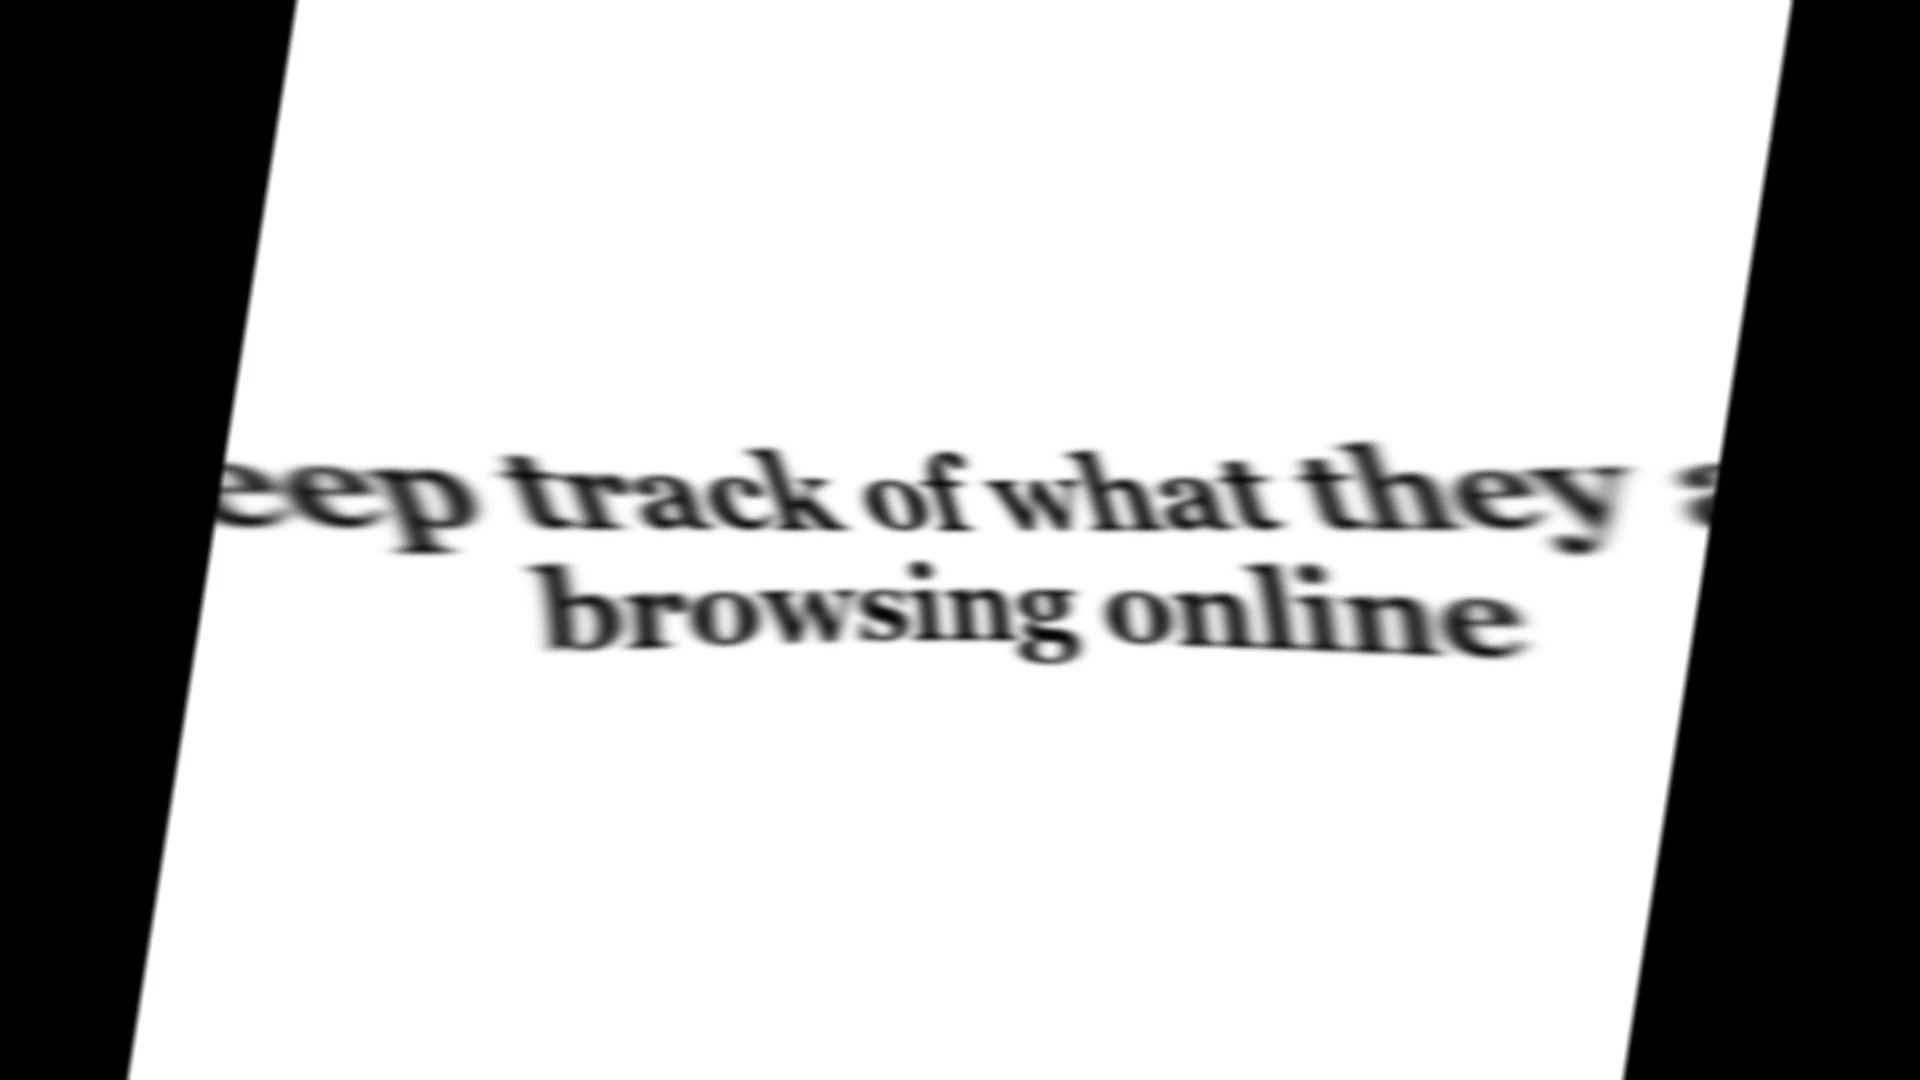 eep track of what they a
browsing online